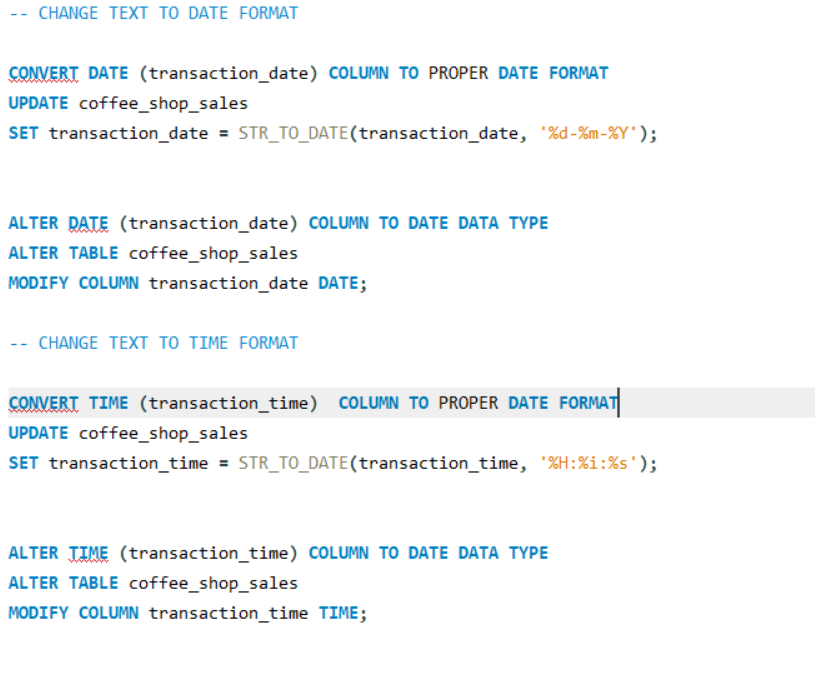 -- CHANGE TEXT TO DATE FORMAT
CONVERT DATE (transaction_date) COLUMN TO PROPER DATE FORMAT
UPDATE coffee_shop_sales
SET transaction_date = STR_TO_DATE(transaction_date, '%d-%m-%Y');
ALTER DATE (transaction_date) COLUMN TO DATE DATA TYPE
ALTER TABLE coffee_shop_sales
MODIFY COLUMN transaction_date DATE;
-- CHANGE TEXT TO TIME FORMAT
CONVERT TIME (transaction_time)  COLUMN TO PROPER DATE FORMAT
UPDATE coffee_shop_sales
SET transaction_time = STR_TO_DATE(transaction_time, '%H:%i:%s');
ALTER TIME (transaction_time) COLUMN TO DATE DATA TYPE
ALTER TABLE coffee_shop_sales
MODIFY COLUMN transaction_time TIME;